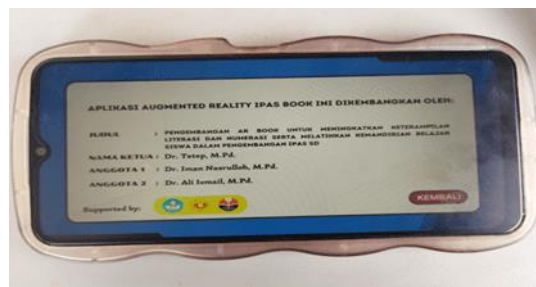 APLIKASI AUGMENTED REALITY IPAS BOOK INI DIKEMBANGKAN OLEH:
JUDUL : PENGEMBANGAN AR BOOK UNTUK MENINGKATKAN KETERAMPILAN
LITERASI DAN NUMERASI SERTA MELATIHKAN KEMANDIRIAN BELAJAR
SISWA DALAM PENGEMBANGAN IPAS SD
NAMA KETUA : Dr. Tetep, M.Pd.
ANGGOTA 1 : Dr. Iman Nasrulloh, M.Pd.
ANGGOTA 2 : Dr. Ali Ismail, M.Pd.
Supported by:
KEMBALI